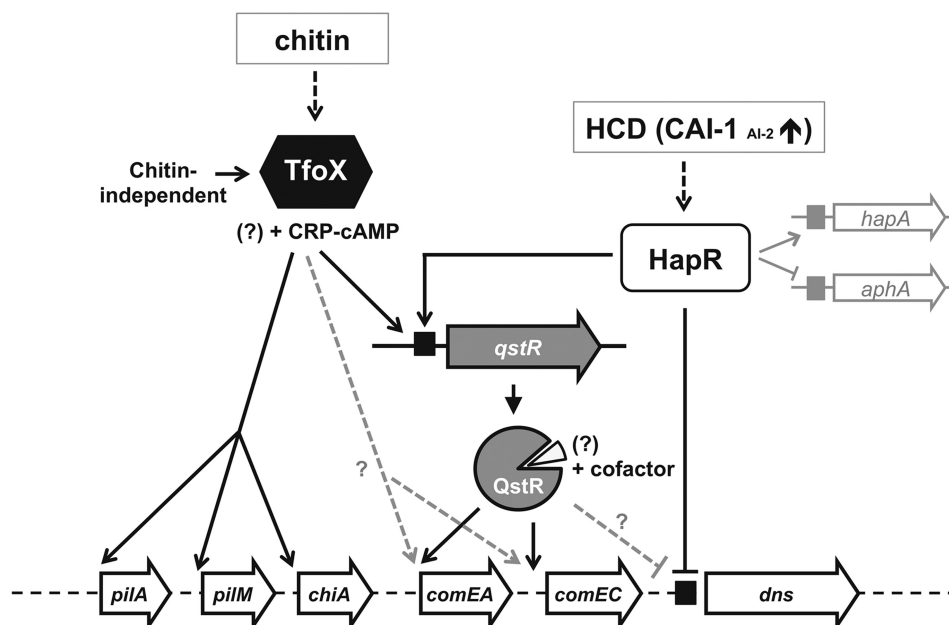 chitin
HCD (CAI-1 AI-2 )
TfoX
Chitin-
independent
(?) + CRP-cAMP
hapA
HapR
aphA
qstR
(?)
+ cofactor
QstR
?
?
pilA
pilM
chiA
comEA
comEC
dns